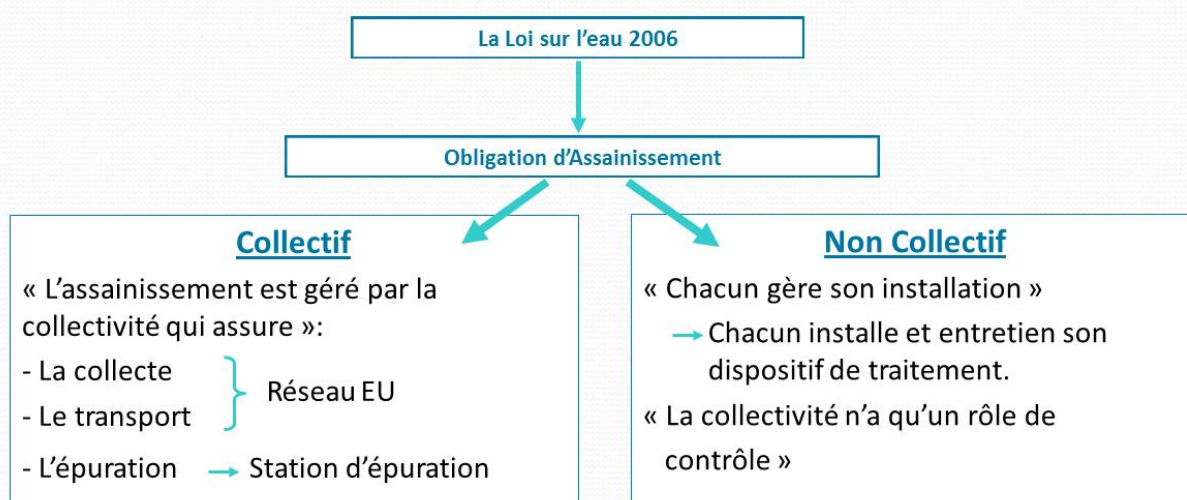 La Loi sur l'eau 2006
Obligation d'Assainissement
Collectif
« L'assainissement est géré par la
collectivité qui assure »:
- La collecte
- Le transport
Réseau EU
- L'épuration
Station d'épuration
Non Collectif
« Chacun gère son installation »
Chacun installe et entretien son
dispositif de traitement.
« La collectivité n'a qu'un rôle de
contrôle »